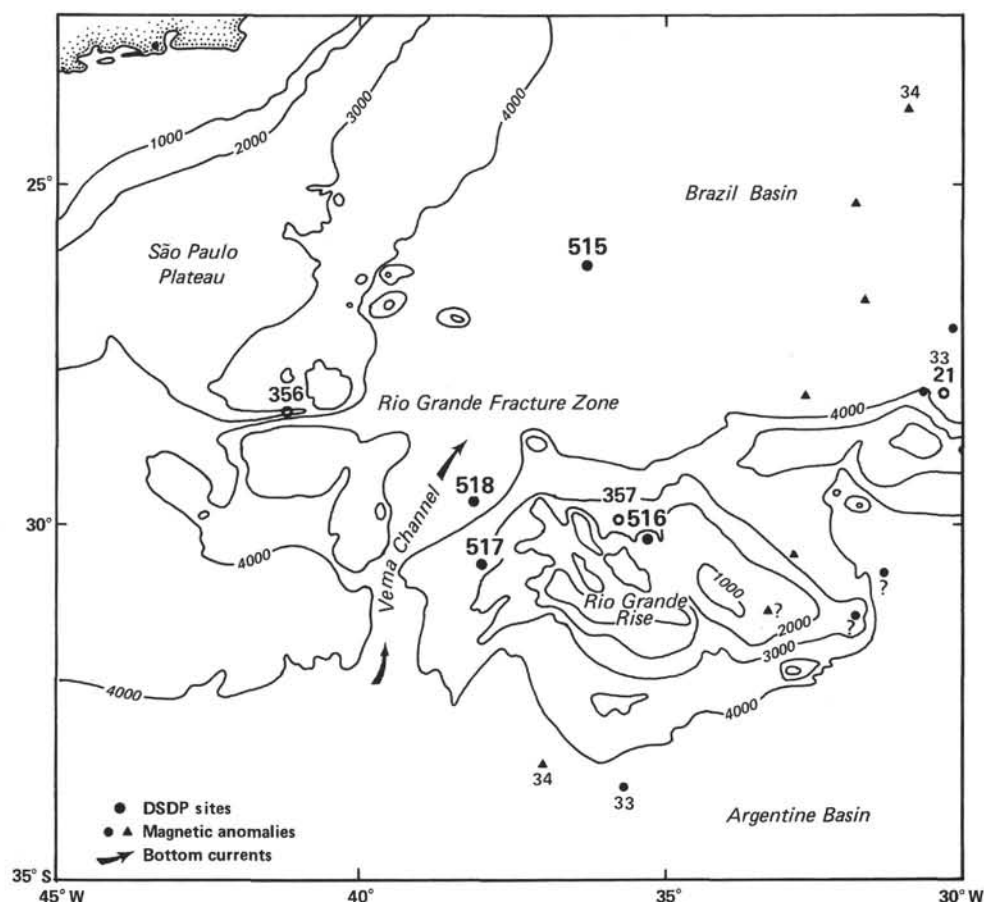 34
1000
2000
3000
4000
25°
Brazil Basin
São Paulo
Plateau
515
33
21
356
Rio Grande Fracture Zone
4000
518
357
516
30°
Vema Channel
517
4000
1000
?
Rio Grande
Rise
?
?
2000
3000
4000
4000
34
33
DSDP sites
Magnetic anomalies
Bottom currents
Argentine Basin
35° S
45° W
40°
35°
30° W